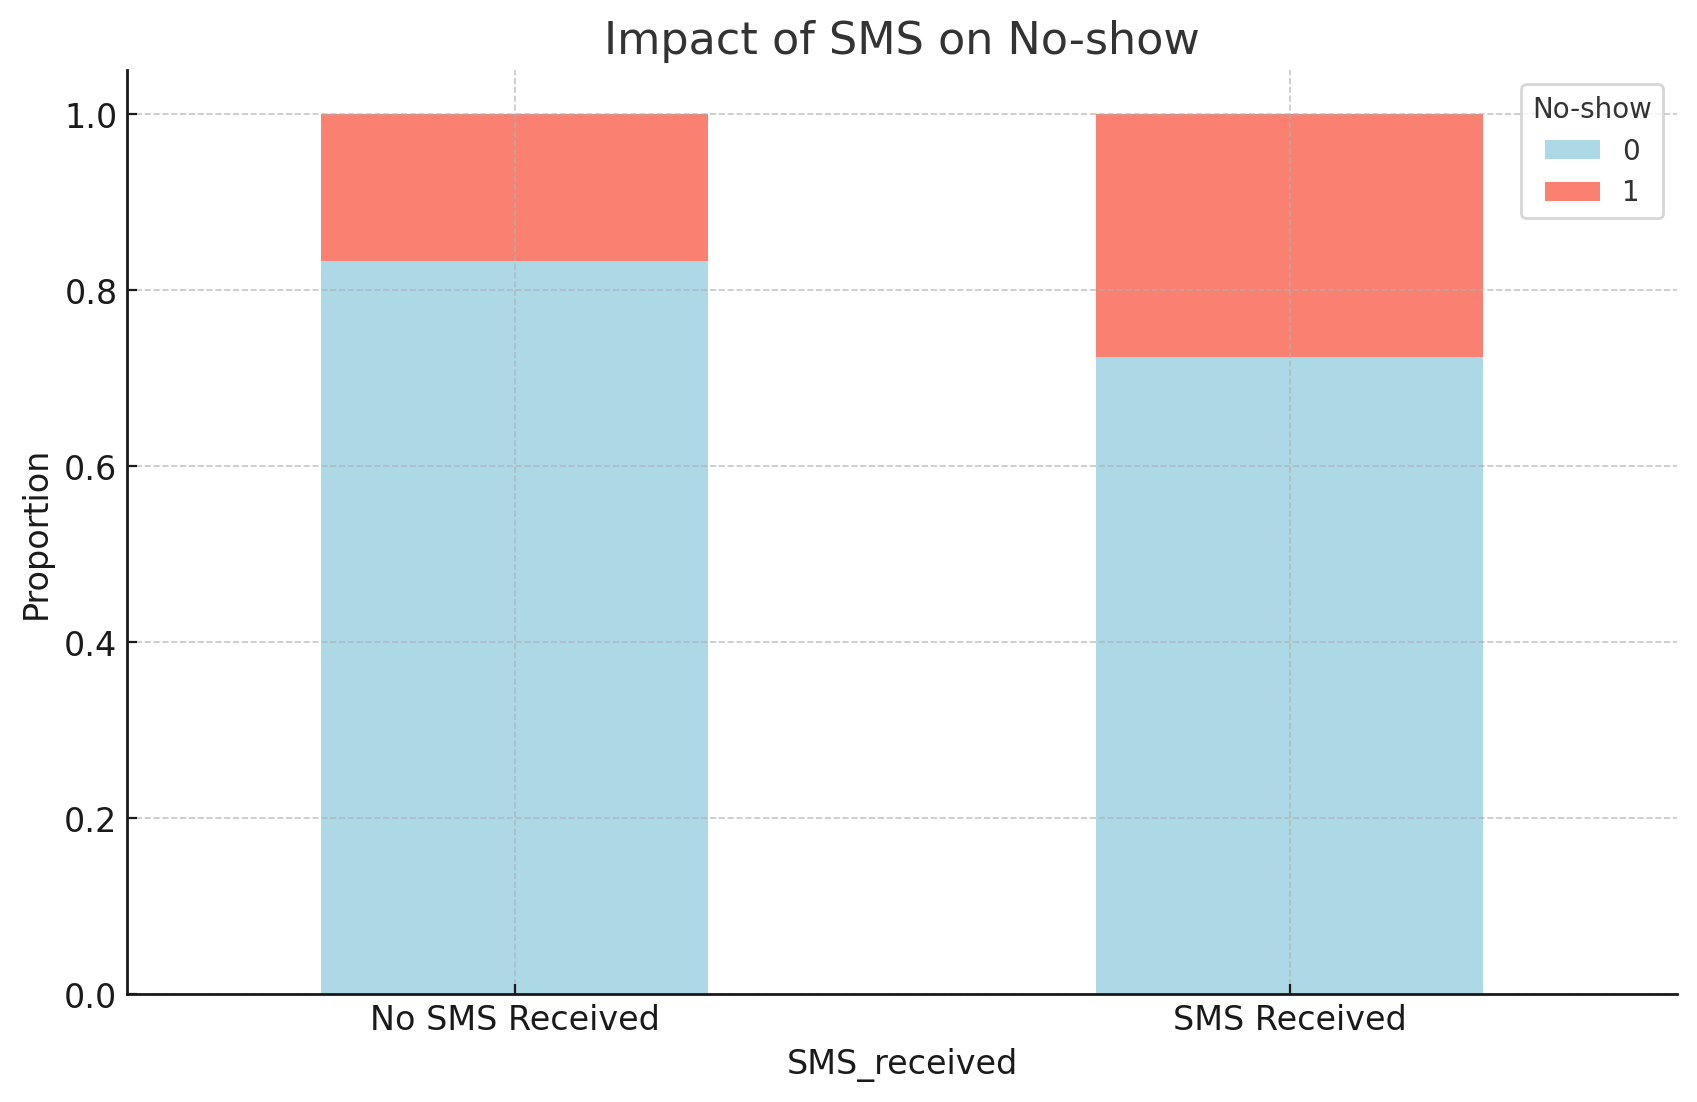 Impact of SMS on No-show
No-show
0
1
Proportion
1.0
0.8
0.6
0.4
0.2
0.0
No SMS Received
SMS Received
SMS_received